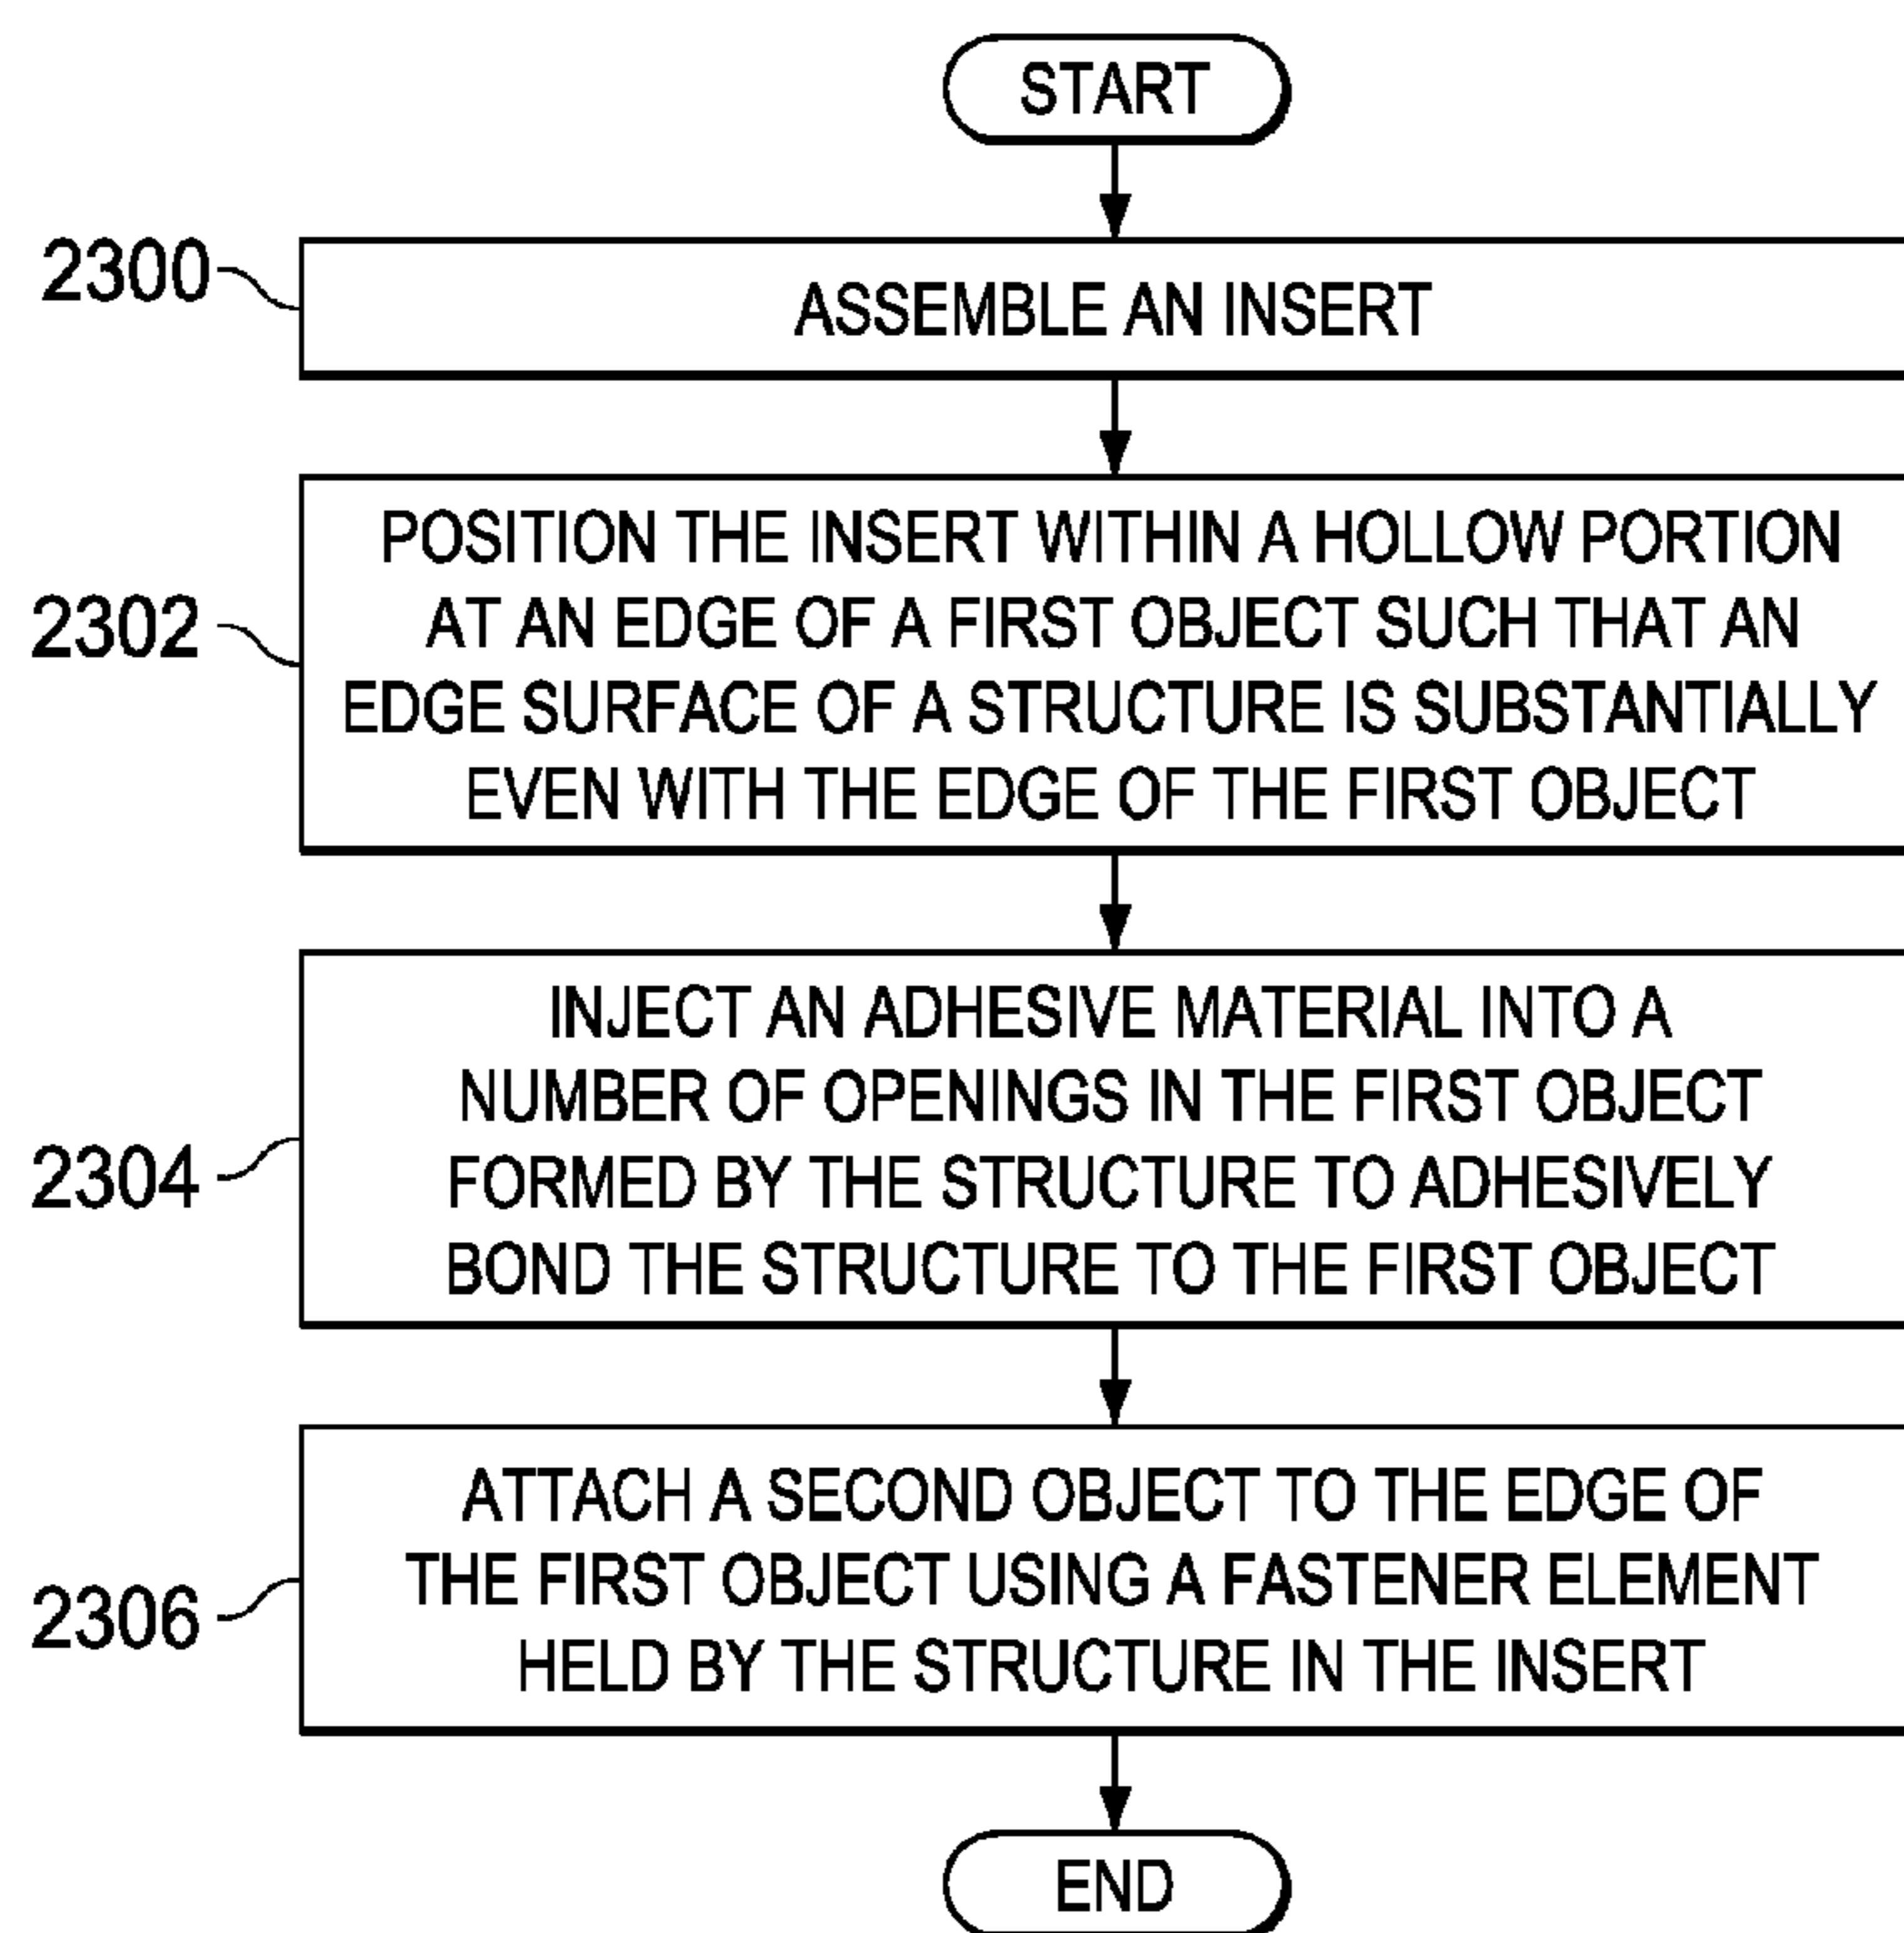 START
2300
ASSEMBLE AN INSERT
2302
POSITION THE INSERT WITHIN A HOLLOW PORTION
AT AN EDGE OF A FIRST OBJECT SUCH THAT AN
EDGE SURFACE OF A STRUCTURE IS SUBSTANTIALLY
EVEN WITH THE EDGE OF THE FIRST OBJECT
2304
INJECT AN ADHESIVE MATERIAL INTO A
NUMBER OF OPENINGS IN THE FIRST OBJECT
FORMED BY THE STRUCTURE TO ADHESIVELY
BOND THE STRUCTURE TO THE FIRST OBJECT
2306
ATTACH A SECOND OBJECT TO THE EDGE OF
THE FIRST OBJECT USING A FASTENER ELEMENT
HELD BY THE STRUCTURE IN THE INSERT
END